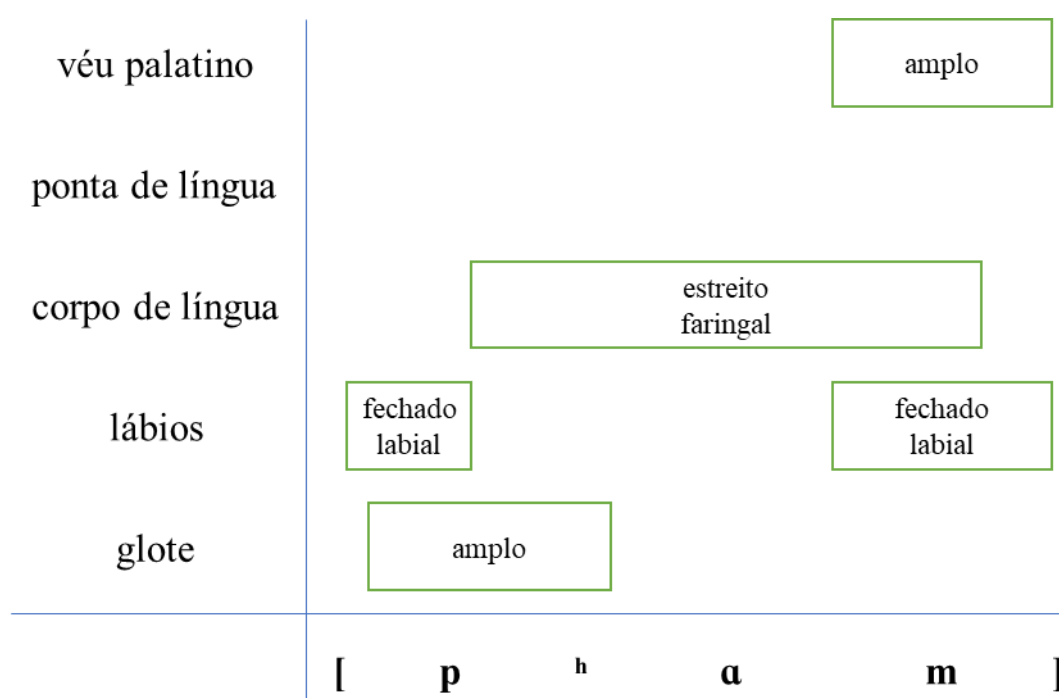 véu palatino
amplo
ponta de língua
corpo de língua
estreito
faringal
lábios
fechado
labial
fechado
labial
glote
amplo
[ p ʰ ɑ m ]